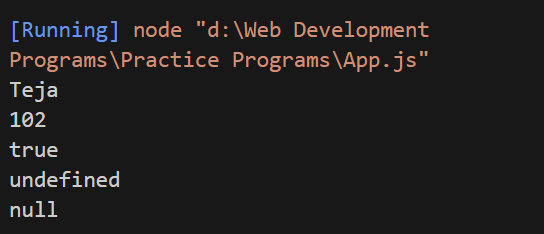 [Running] node "d:\Web Development
Programs\Practice Programs\App.js"
Teja
102
true
undefined
null